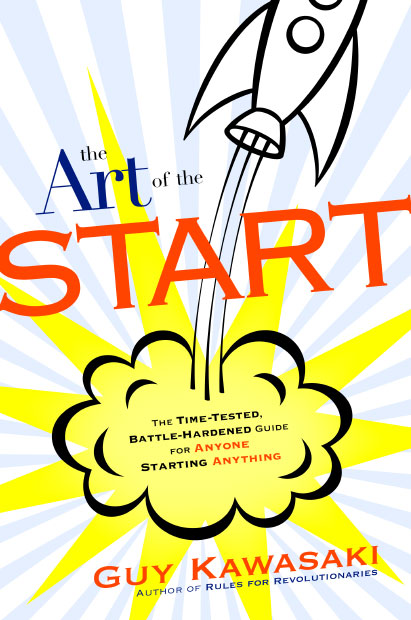 the
Art of the
START
THE TIME-TESTED,
BATTLE-HARDENED GUIDE
FOR ANYONE
STARTING ANYTHING
GUY KAWASAKI
AUTHOR OF RULES FOR REVOLUTIONARIES